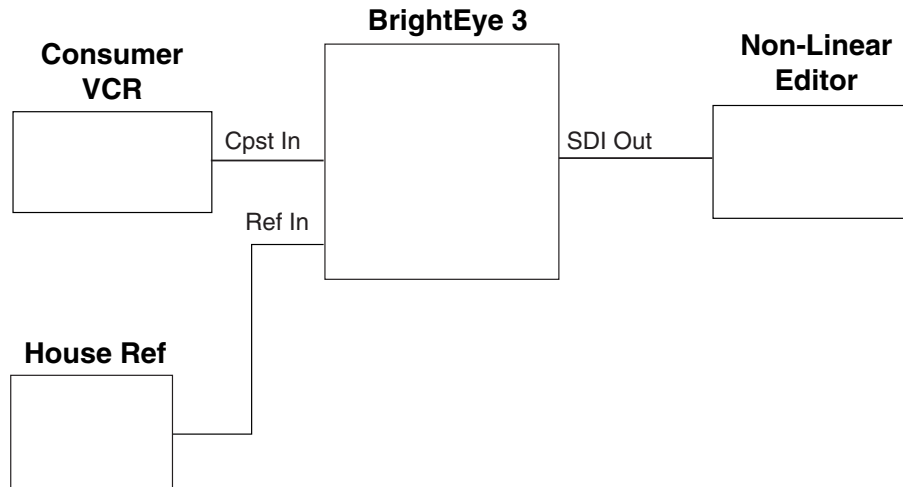 BrightEye 3
Consumer
VCR
Non-Linear
Editor
Cpst In
SDI Out
Ref In
House Ref